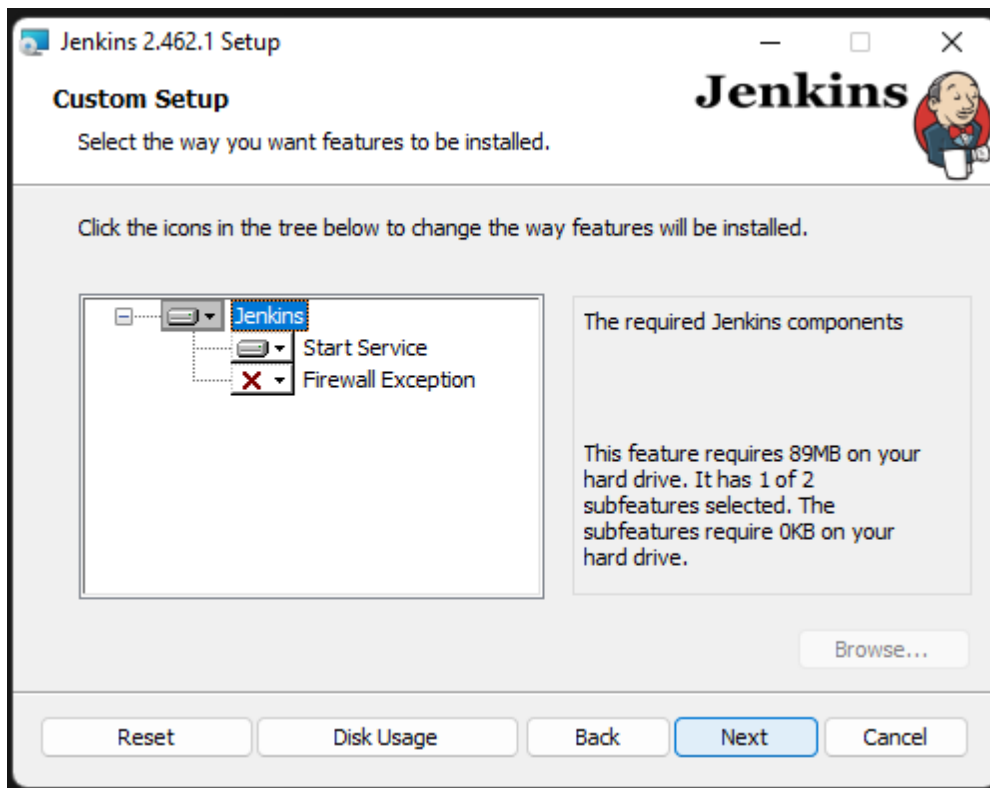 Jenkins 2.462.1 Setup
Custom Setup
Jenkins
Select the way you want features to be installed.
Click the icons in the tree below to change the way features will be installed.
Jenkins
Start Service
Firewall Exception
The required Jenkins components
This feature requires 89MB on your
hard drive. It has 1 of 2
subfeatures selected. The
subfeatures require 0KB on your
hard drive.
Browse...
Reset
Disk Usage
Back
Next
Cancel